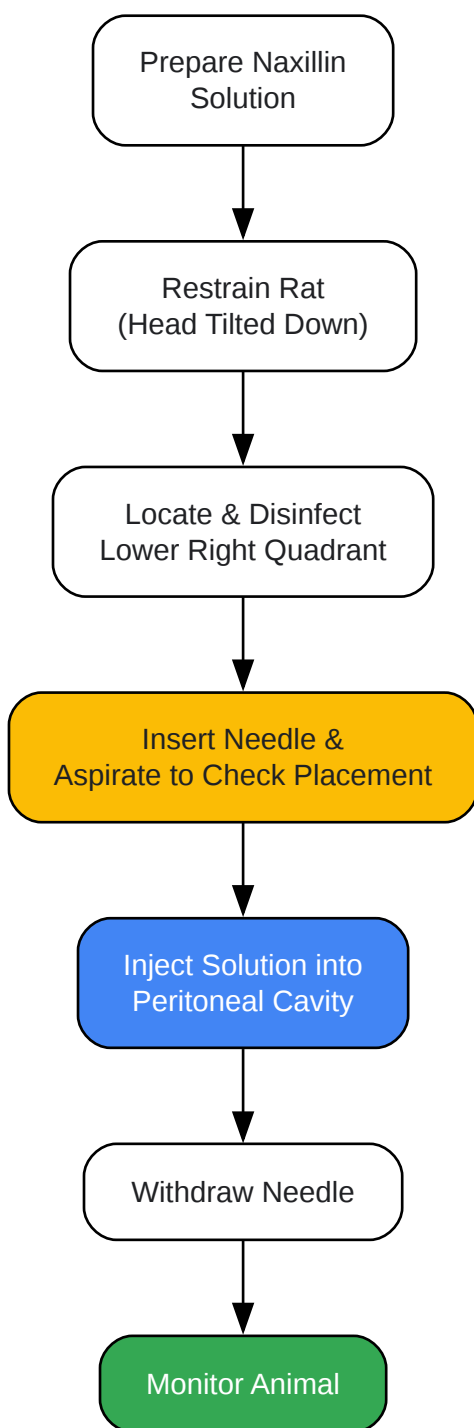 Prepare Naxillin
Solution
Restrain Rat
(Head Tilted Down)
Locate & Disinfect
Lower Right Quadrant
Insert Needle &
Aspirate to Check Placement
Inject Solution into
Peritoneal Cavity
Withdraw Needle
Monitor Animal